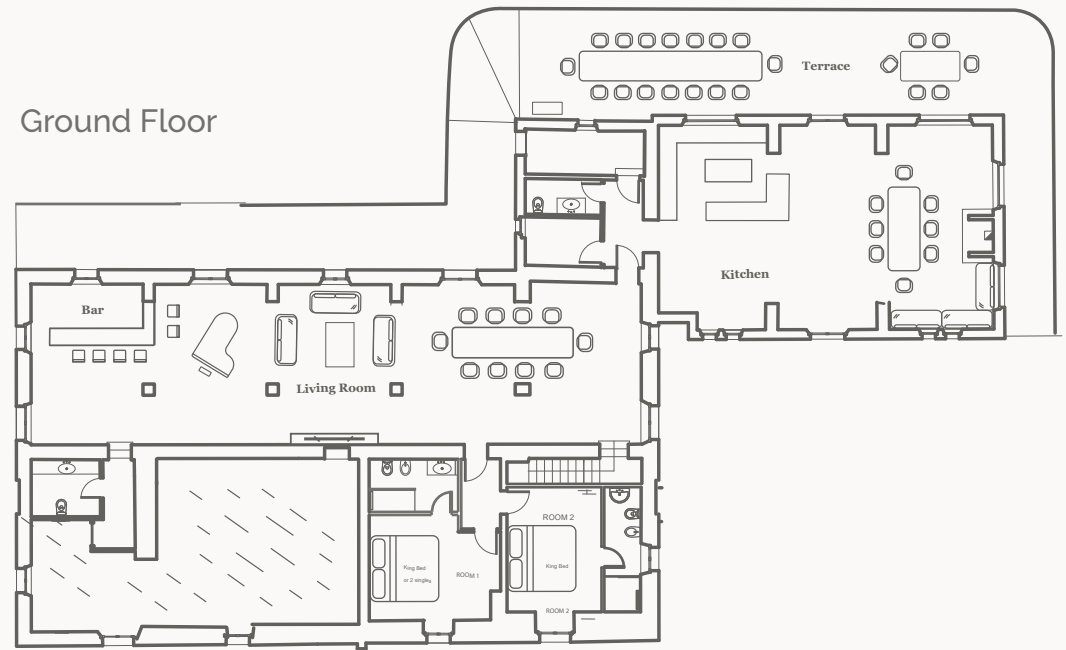 Terrace
Ground Floor
Kitchen
Bar
Living Room
ROOM 2
King Bed
or 2 singles
ROOM 1
King Bed
ROOM 2